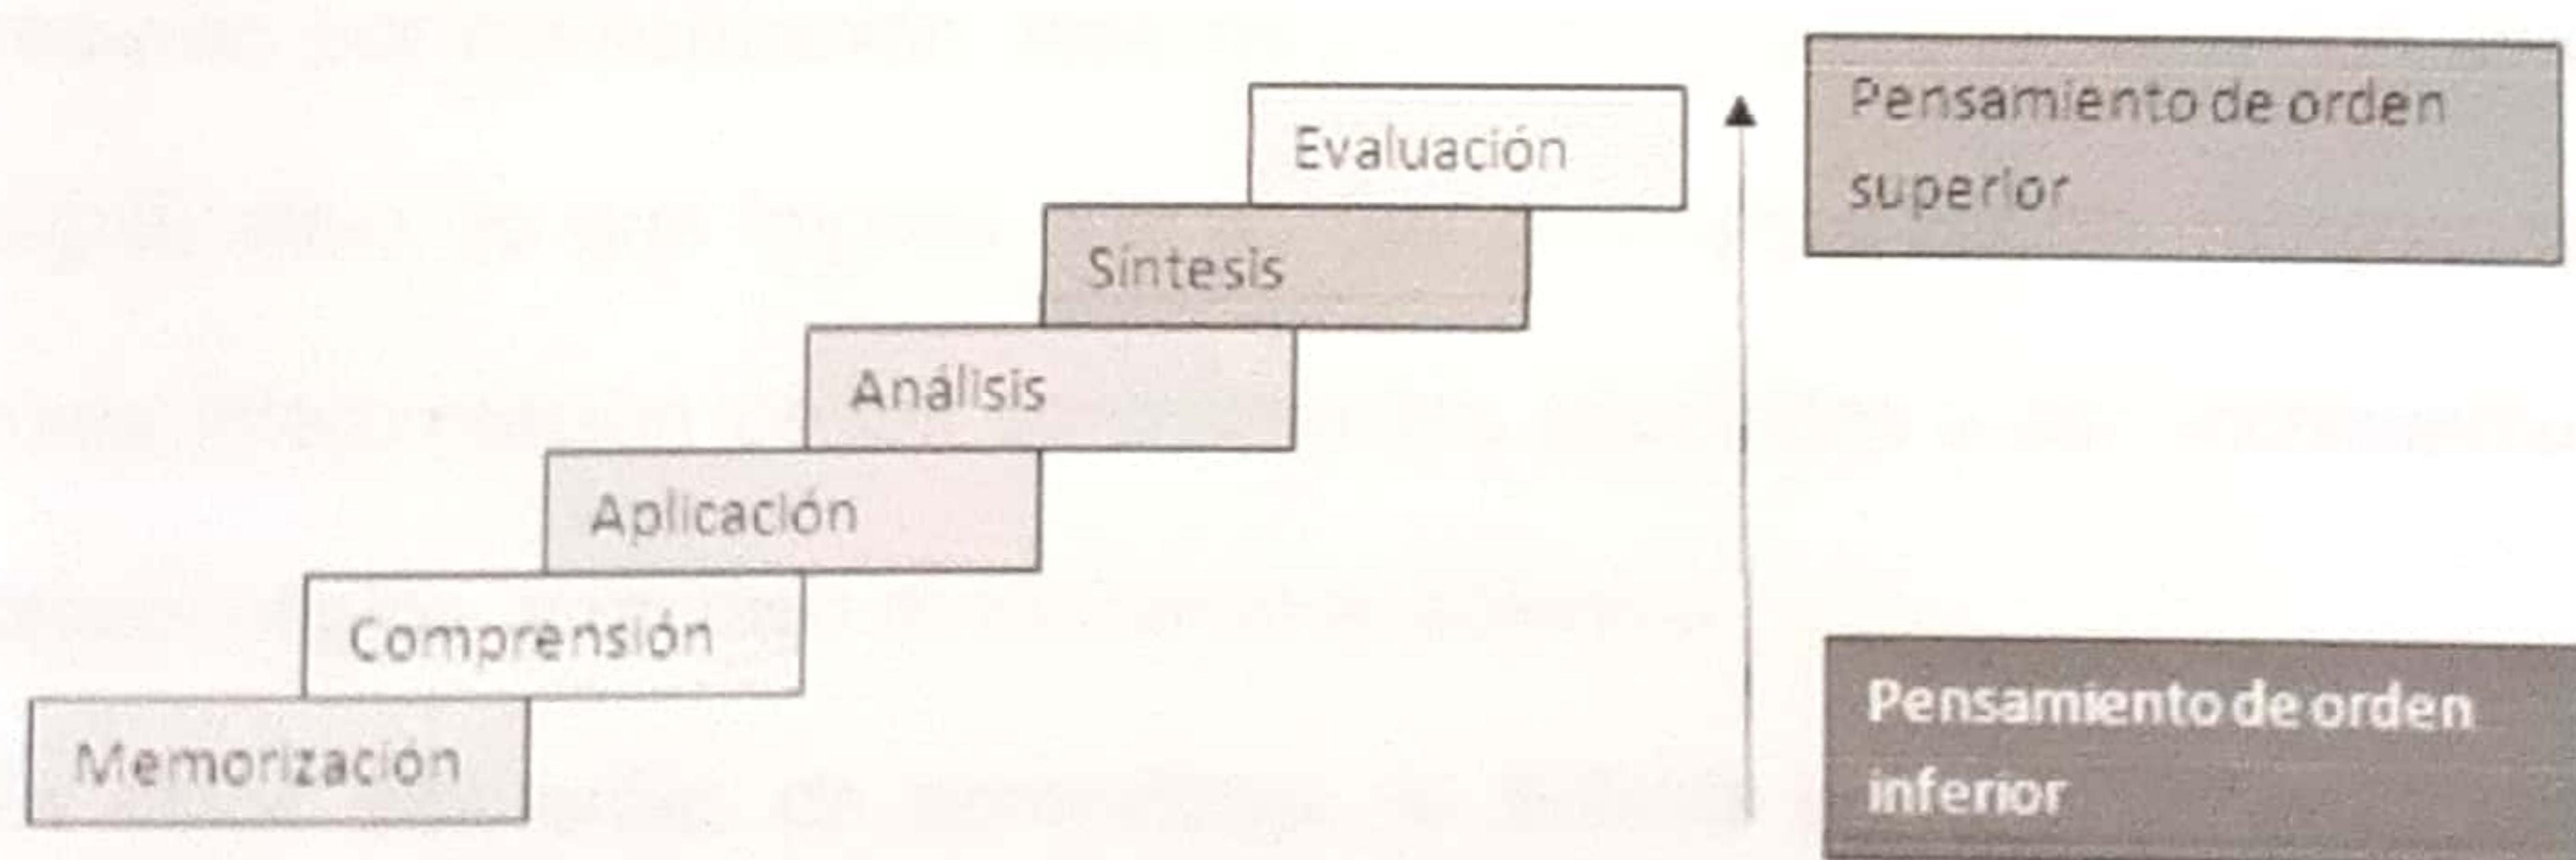 Pensamiento de orden
superior
Evaluación
Síntesis
Análisis
Aplicación
Comprensión
Memorización
Pensamiento de orden
inferior